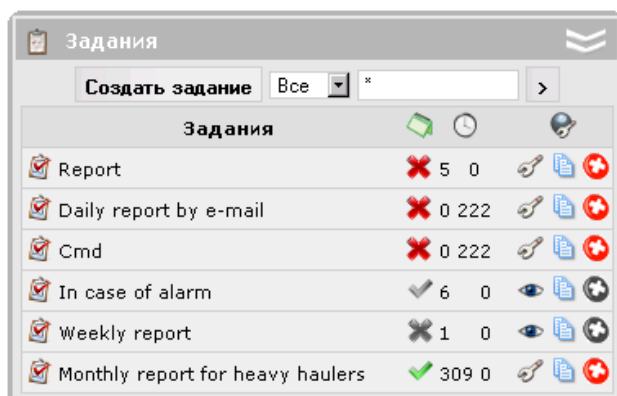 Задания
Создать задание Все * >
Задания
Report 5 0
Daily report by e-mail 0 222
Cmd 0 222
In case of alarm 6 0
Weekly report 1 0
Monthly report for heavy haulers 309 0